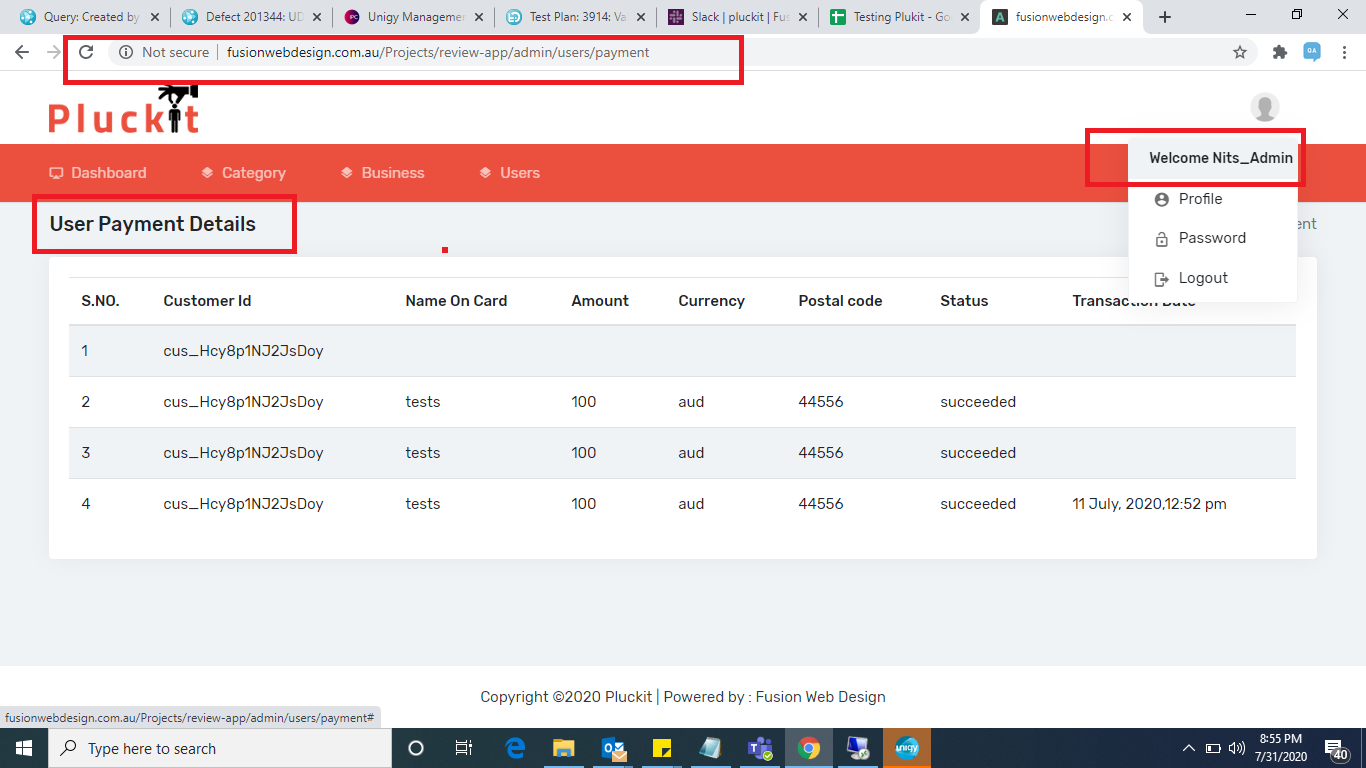 Query: Created by
Defect 201344: UD
Unigy Managemen
Test Plan: 3914: Va
Slack | pluckit | Fus
Testing Plukit - Go
fusionwebdesign.c
Not secure | fusionwebdesign.com.au/Projects/review-app/admin/users/payment
Pluckit
Welcome Nits_Admin
Dashboard
Category
Business
Users
Profile
Password
Logout
User Payment Details
ent
S.NO. Customer Id Name On Card Amount Currency Postal code Status Transaction Date
1 cus_Hcy8p1NJ2JsDoy
2 cus_Hcy8p1NJ2JsDoy tests 100 aud 44556 succeeded
3 cus_Hcy8p1NJ2JsDoy tests 100 aud 44556 succeeded
4 cus_Hcy8p1NJ2JsDoy tests 100 aud 44556 succeeded 11 July, 2020,12:52 pm
Copyright ©2020 Pluckit | Powered by : Fusion Web Design
fusionwebdesign.com.au/Projects/review-app/admin/users/payment#
Type here to search
unigy
8:55 PM
7/31/2020
40